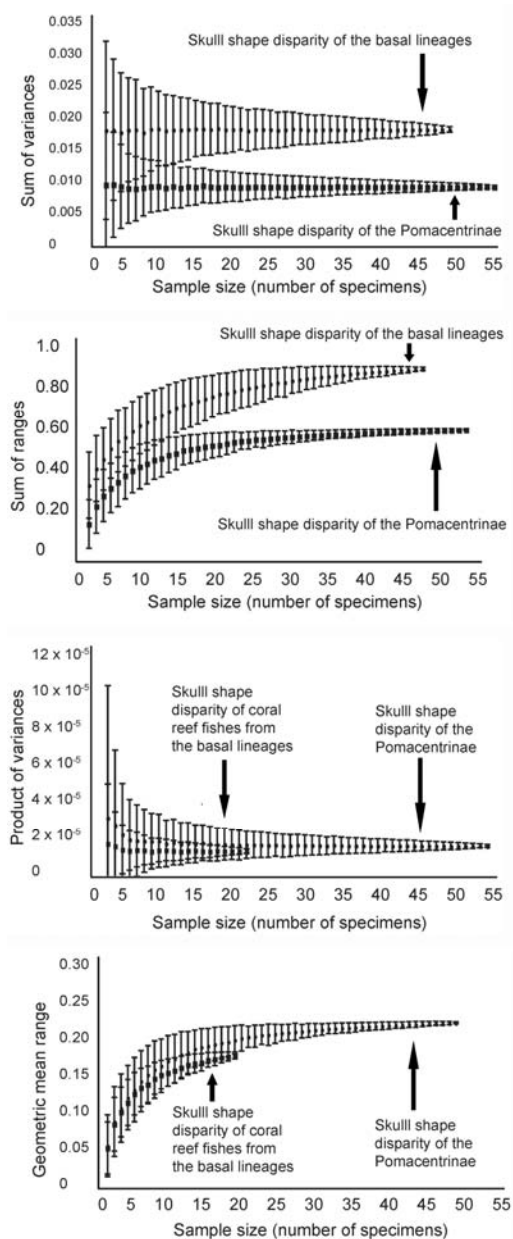 0.035
0.030
0.025
0.020
0.015
0.010
0.005
0
Sum of variances
Skulll shape disparity of the basal lineages
Skulll shape disparity of the Pomacentrinae
0 5 10 15 20 25 30 35 40 45 50 55
Sample size (number of specimens)
1.0
0.80
0.60
0.40
0.20
0
Sum of ranges
Skulll shape disparity of the basal lineages
Skulll shape disparity of the Pomacentrinae
0 5 10 15 20 25 30 35 40 45 50 55
Sample size (number of specimens)
12 x 10⁻⁵
10 x 10⁻⁵
8 x 10⁻⁵
6 x 10⁻⁵
4 x 10⁻⁵
2 x 10⁻⁵
0
Product of variances
Skulll shape
disparity of coral
reef fishes from
the basal lineages
Skulll shape
disparity of the
Pomacentrinae
0 5 10 15 20 25 30 35 40 45 50 55
Sample size (number of specimens)
0.30
0.25
0.20
0.15
0.10
0.05
0
Geometric mean range
Skulll shape
disparity of coral
reef fishes from
the basal lineages
Skulll shape
disparity of the
Pomacentrinae
0 5 10 15 20 25 30 35 40 45 50 55
Sample size (number of specimens)